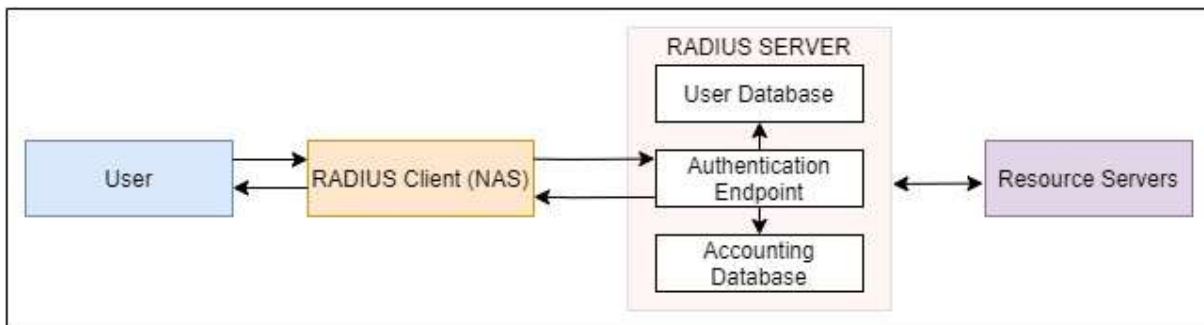 RADIUS SERVER
User Database
User
RADIUS Client (NAS)
Authentication
Endpoint
Resource Servers
Accounting
Database